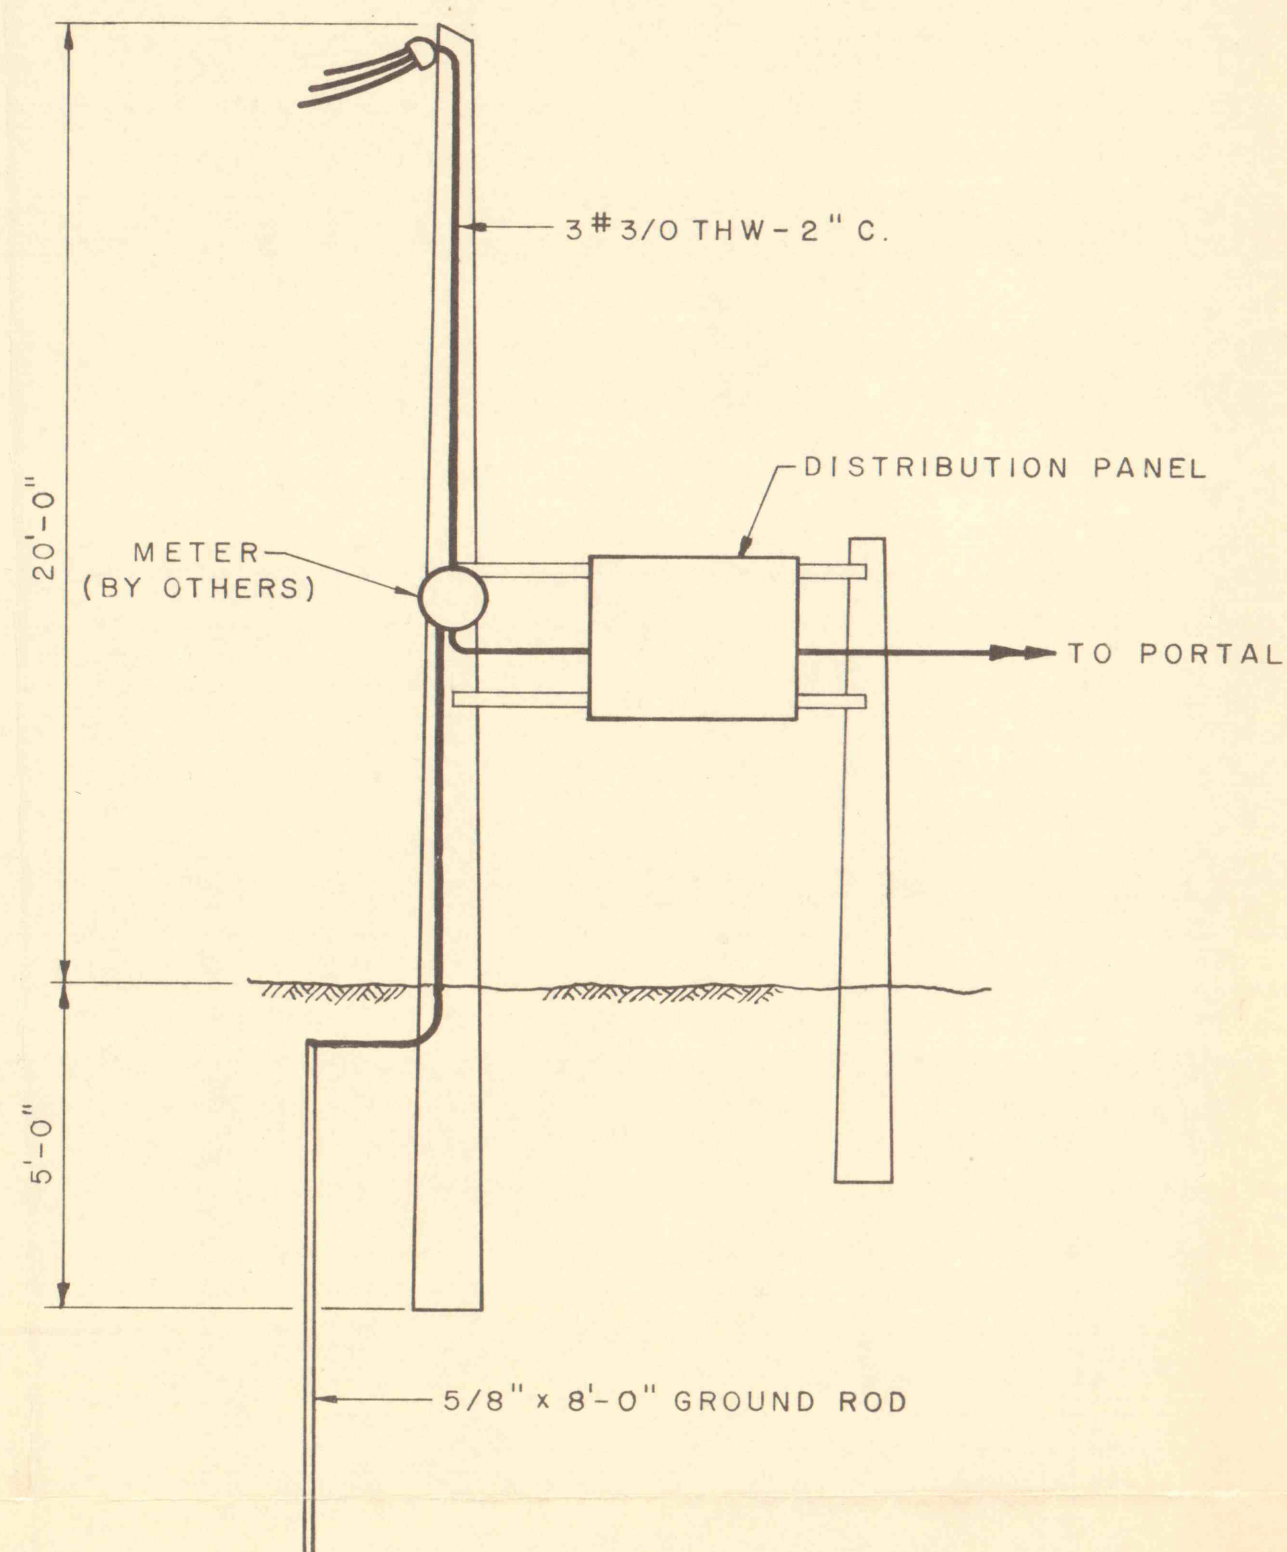 3#3/0 THW-2" C.
DISTRIBUTION PANEL
20'-0"
METER
(BY OTHERS)
TO PORTAL
5'-0"
5/8" x 8'-0" GROUND ROD